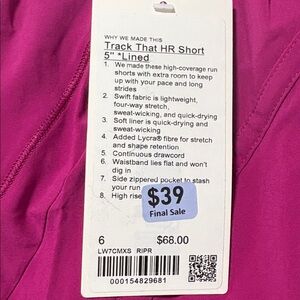 WHY WE MADE THIS
Track That HR Short
5" *Lined
1. We made these high-coverage run
shorts with extra room to keep
up with your pace and long
strides
2. Swift fabric is lightweight,
four-way stretch,
sweat-wicking, and quick-drying
3. Soft liner is quick-drying and
sweat-wicking
4. Added Lycra® fibre for stretch
and shape retention
5. Continuous drawcord
6. Waistband lies flat and won't
dig in
7. Side zippered pocket to stash
your run
8. High rise
$39
Final Sale
6 $68.00
LW7CMXS RIPR
000154829681